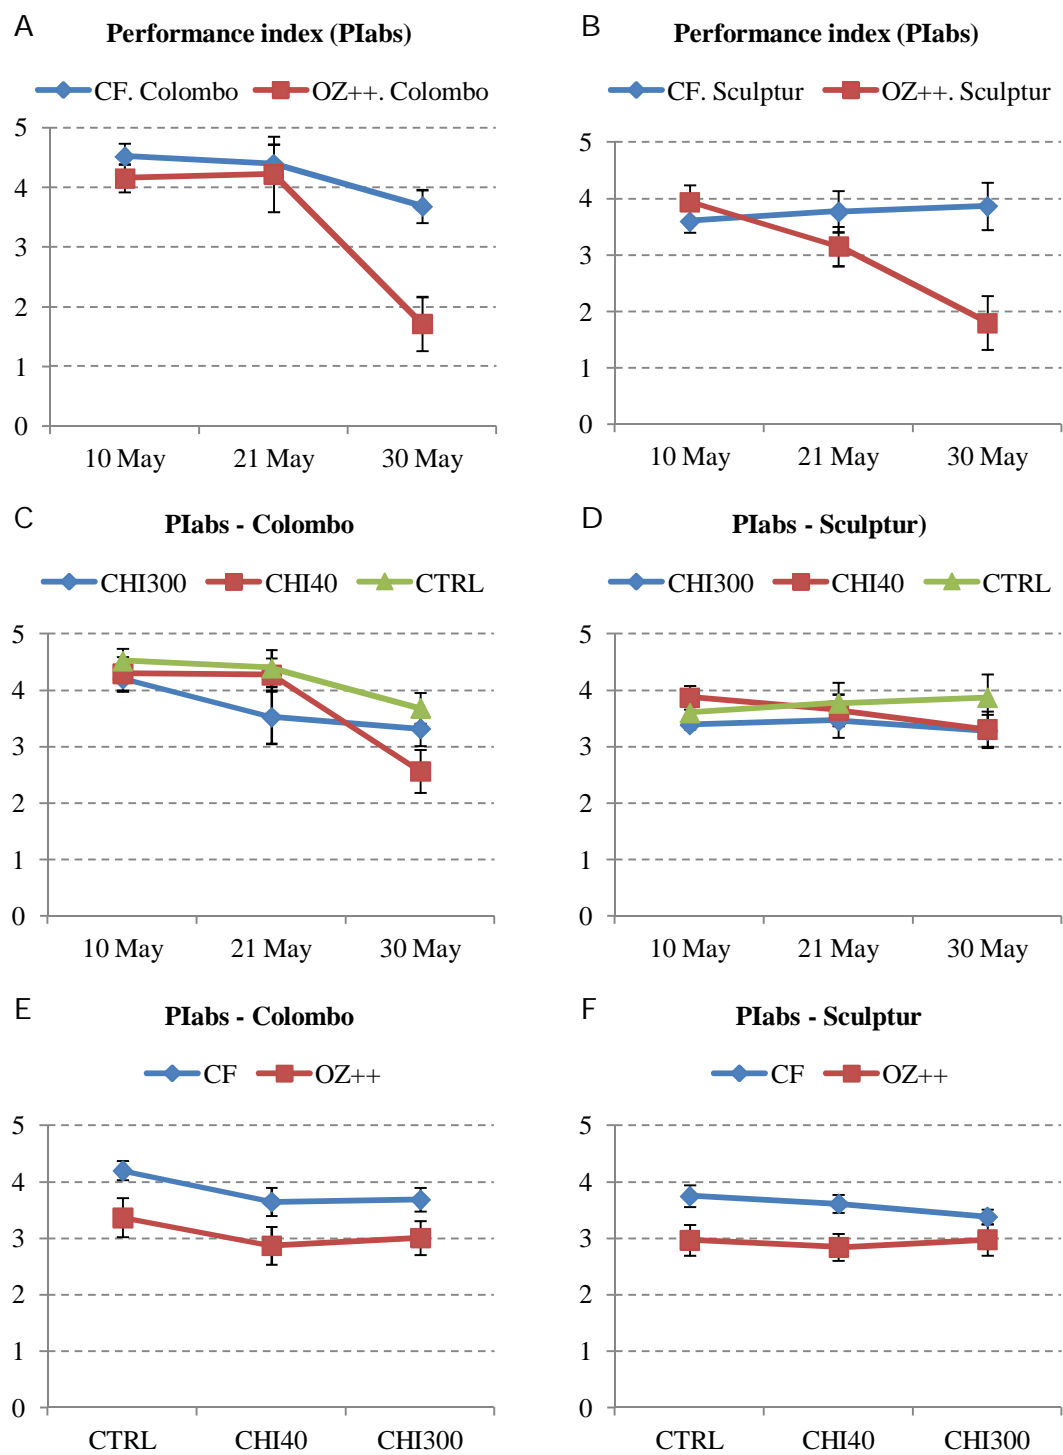 A
Performance index (PIabs)
CF. Colombo OZ++. Colombo
5
4
3
2
1
0
10 May 21 May 30 May
B
Performance index (PIabs)
CF. Sculptur OZ++. Sculptur
5
4
3
2
1
0
10 May 21 May 30 May
C
PIabs - Colombo
CHI300 CHI40 CTRL
5
4
3
2
1
0
10 May 21 May 30 May
D
PIabs - Sculptur)
CHI300 CHI40 CTRL
5
4
3
2
1
0
10 May 21 May 30 May
E
PIabs - Colombo
CF OZ++
5
4
3
2
1
0
CTRL CHI40 CHI300
F
PIabs - Sculptur
CF OZ++
5
4
3
2
1
0
CTRL CHI40 CHI300